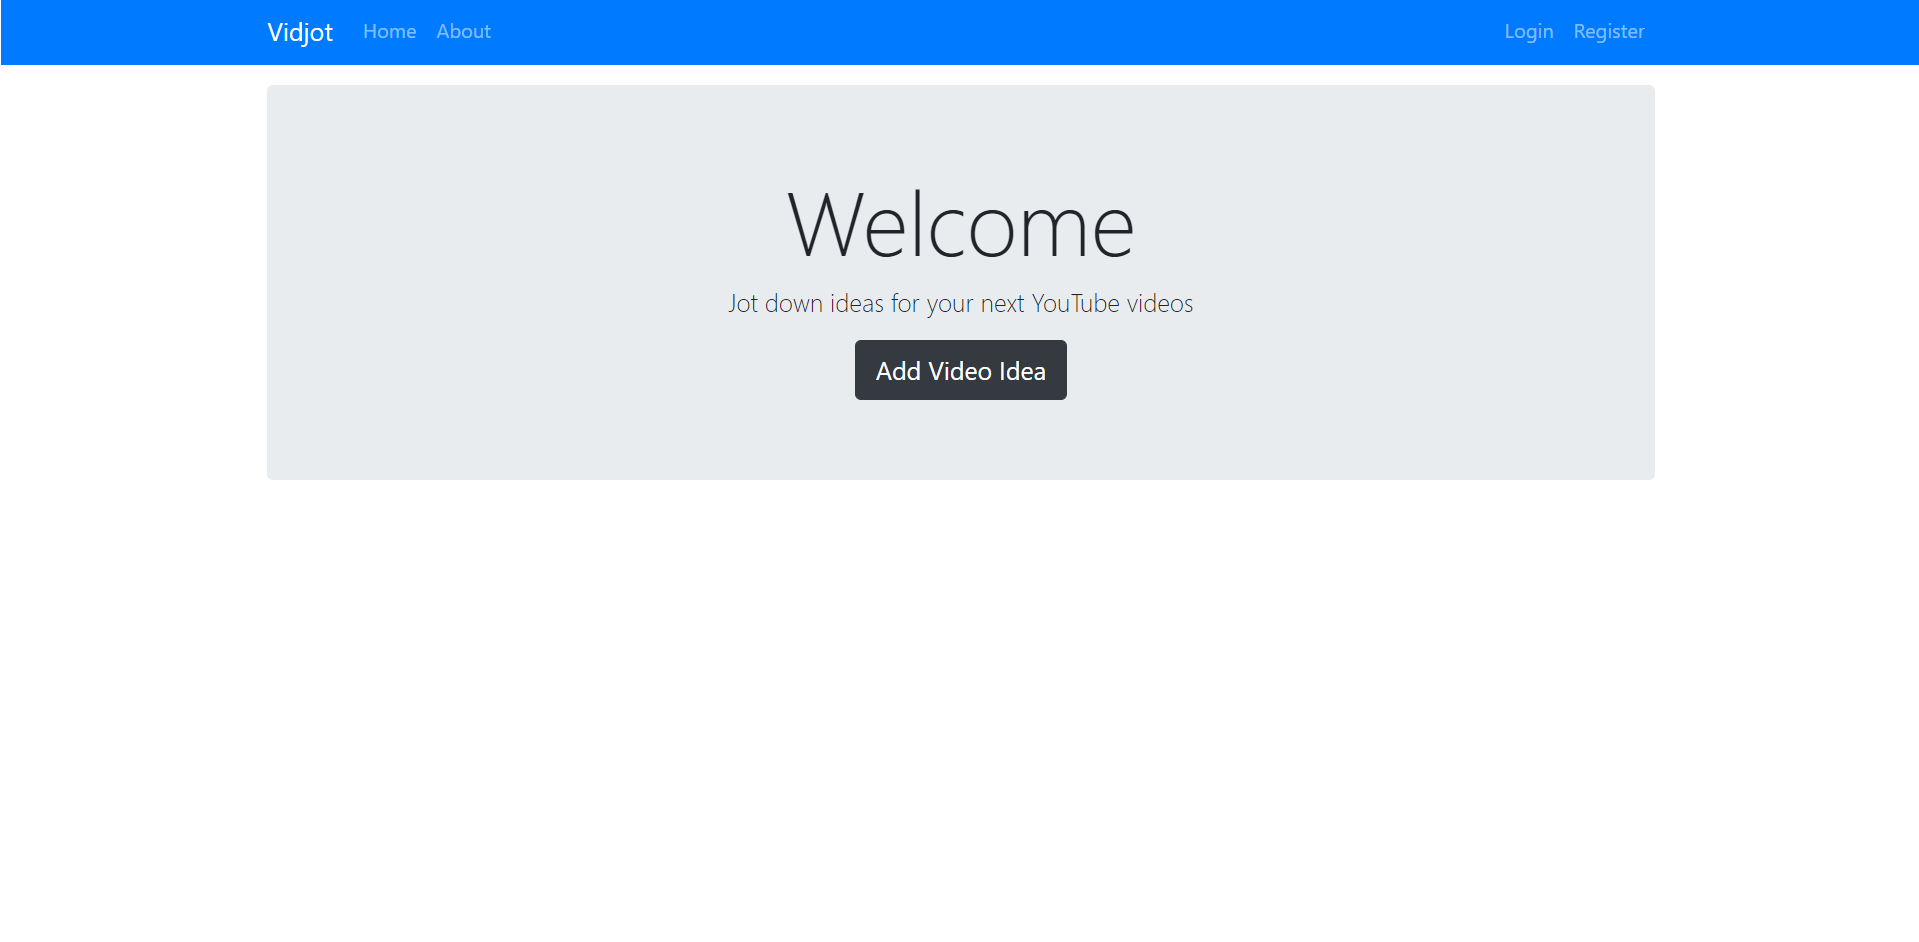 Vidjot Home About Login Register
Welcome
Jot down ideas for your next YouTube videos
Add Video Idea